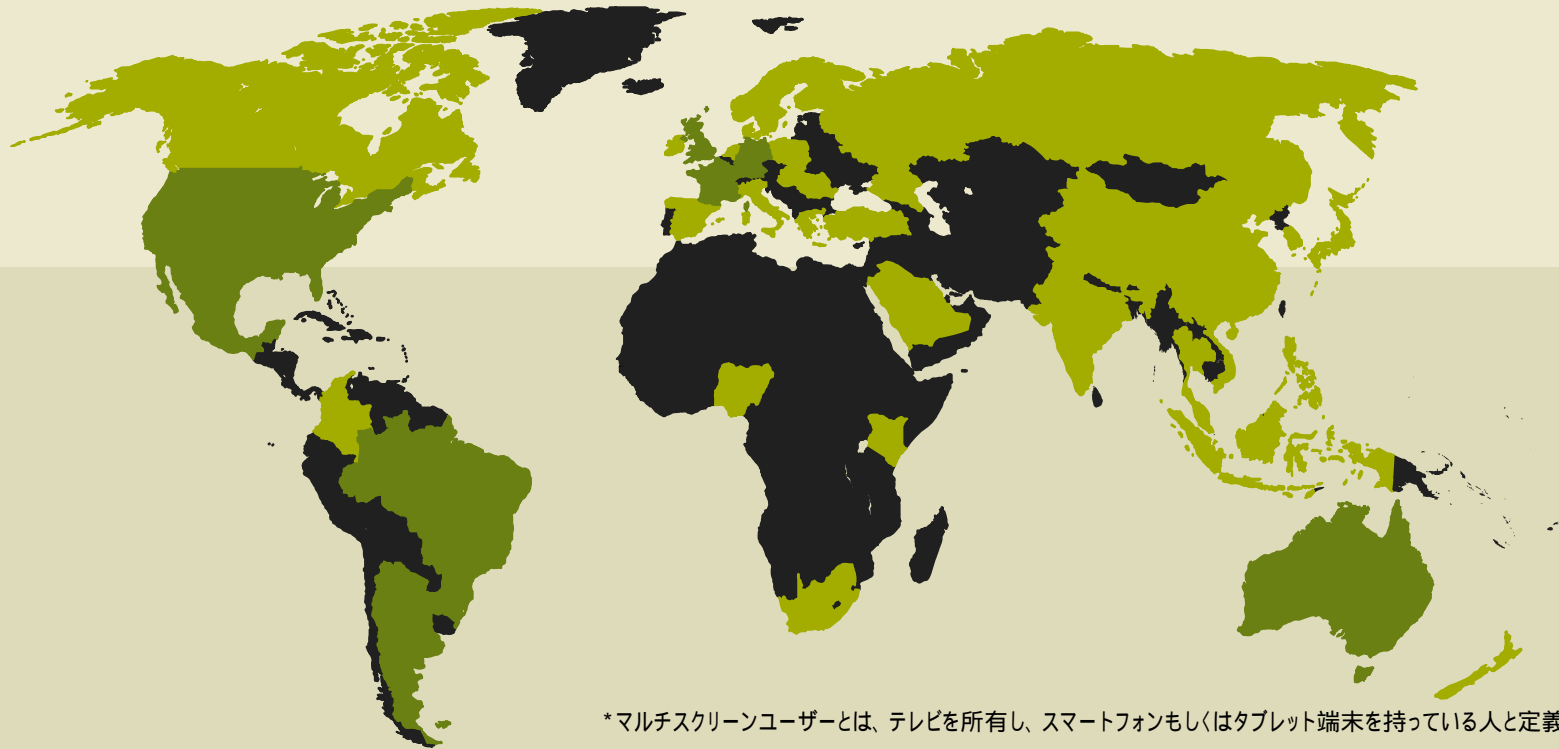 *マルチスクリーンユーザーとは、テレビを所有し、スマートフォンもしくはタブレット端末を持っている人と定義